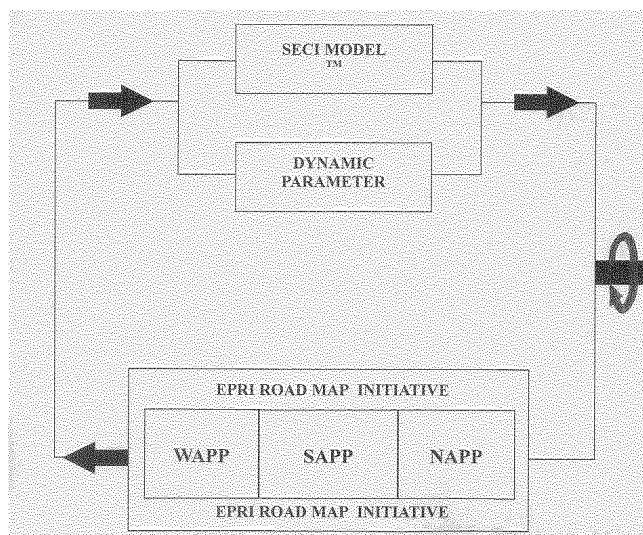 SECI MODEL
TM
DYNAMIC
PARAMETER
EPRI ROAD MAP INITIATIVE
WAPP SAPP NAPP
EPRI ROAD MAP INITIATIVE